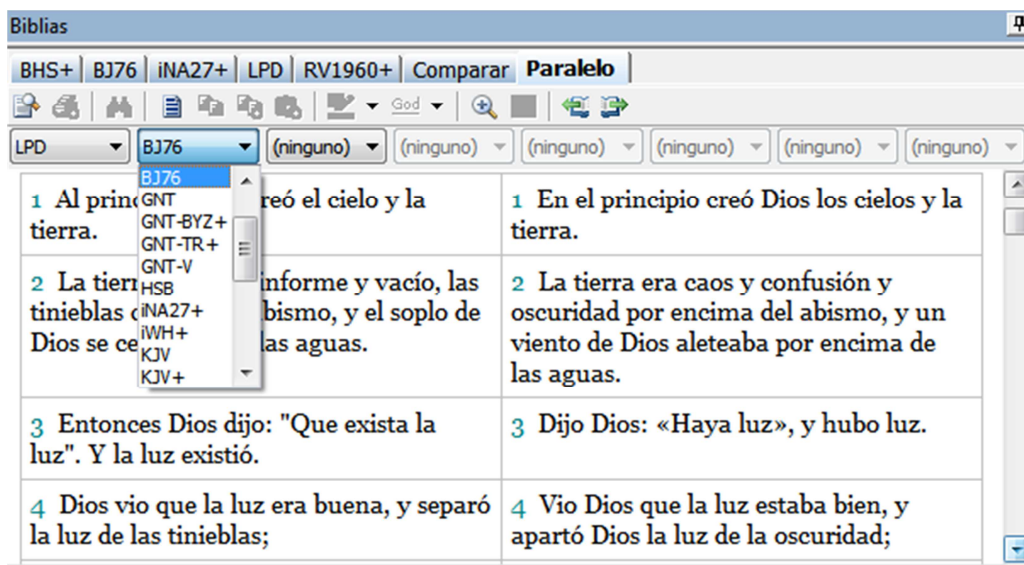 Biblias
BHS+ BJ76 iNA27+ LPD RV1960+ Comparar Paralelo
God
LPD BJ76 (ninguno) (ninguno) (ninguno) (ninguno) (ninguno) (ninguno)
BJ76
GNT
GNT-BYZ+
GNT-TR+
GNT-V
HSB
iNA27+
iWH+
KJV
KJV+
1 Al reó el cielo y la
tierra.
2 La informe y vacío, las
tinieblas bismo, y el soplo de
Dios se las aguas.
3 Entonces Dios dijo: "Que exista la
luz". Y la luz existió.
4 Dios vio que la luz era buena, y separó
la luz de las tinieblas;
1 En el principio creó Dios los cielos y la
tierra.
2 La tierra era caos y confusión y
oscuridad por encima del abismo, y un
viento de Dios aleteaba por encima de
las aguas.
3 Dijo Dios: «Haya luz», y hubo luz.
4 Vio Dios que la luz estaba bien, y
apartó Dios la luz de la oscuridad;